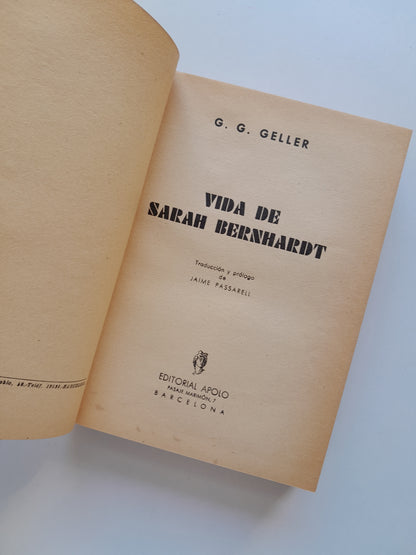 G. G. GELLER
VIDA DE
SARAH BERNHARDT
Traducción y prólogo
de
JAIME PASSARELL
EDITORIAL APOLO
PASAJE MARIMÓN, 7
BARCELONA